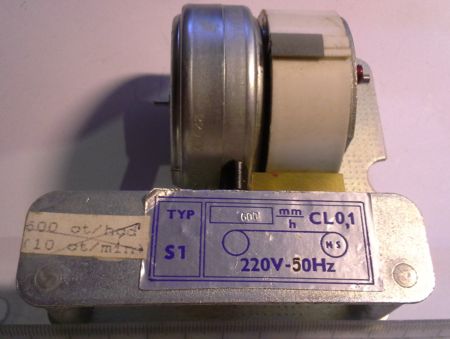 600 ot/hod
(10 ot/min)
TYP
S1
600 mm/h CL0,1
MS
220V-50Hz